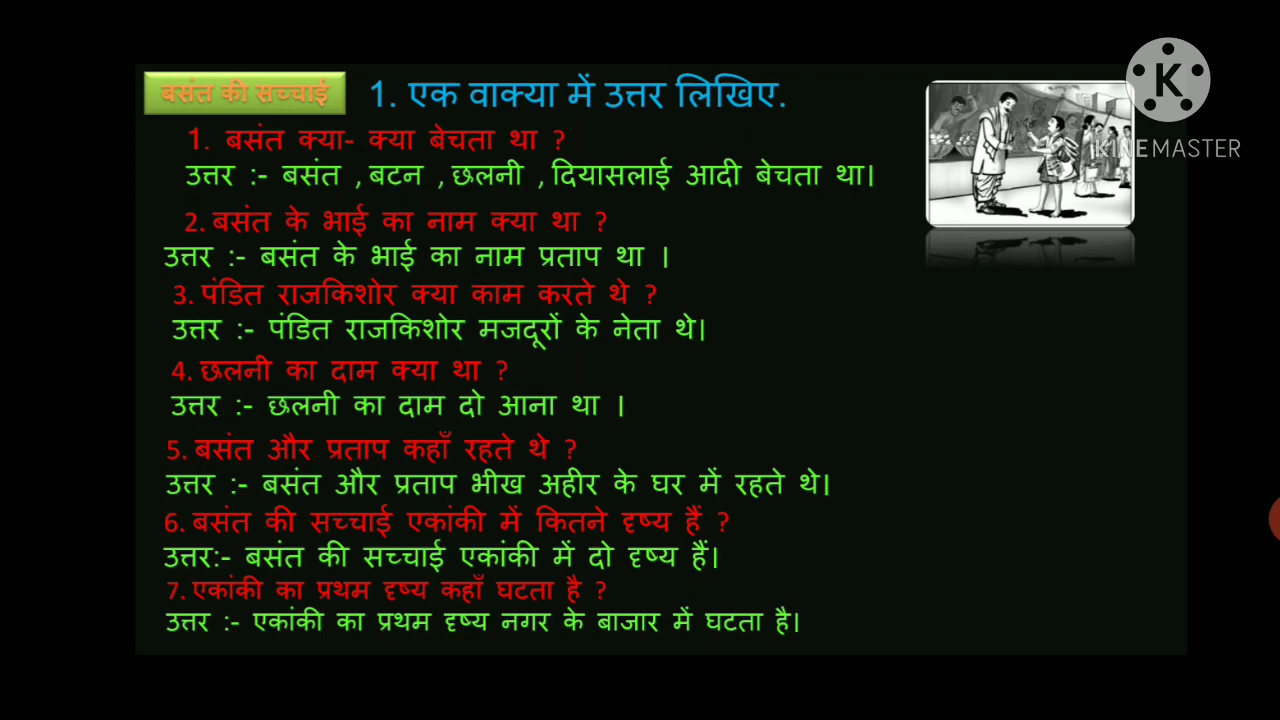 बसंत की सच्चाई
1. एक वाक्या में उत्तर लिखिए.
1. बसंत क्या- क्या बेचता था ?
उत्तर :- बसंत , बटन , छलनी , दियासलाई आदी बेचता था।
2. बसंत के भाई का नाम क्या था ?
उत्तर :- बसंत के भाई का नाम प्रताप था ।
3. पंडित राजकिशोर क्या काम करते थे ?
उत्तर :- पंडित राजकिशोर मजदूरों के नेता थे।
4. छलनी का दाम क्या था ?
उत्तर :- छलनी का दाम दो आना था ।
5. बसंत और प्रताप कहाँ रहते थे ?
उत्तर :- बसंत और प्रताप भीख अहीर के घर में रहते थे।
6. बसंत की सच्चाई एकांकी में कितने दृष्य हैं ?
उत्तर:- बसंत की सच्चाई एकांकी में दो दृष्य हैं।
7. एकांकी का प्रथम दृष्य कहाँ घटता है ?
उत्तर :- एकांकी का प्रथम दृष्य नगर के बाजार में घटता है।
K
KINEMASTER